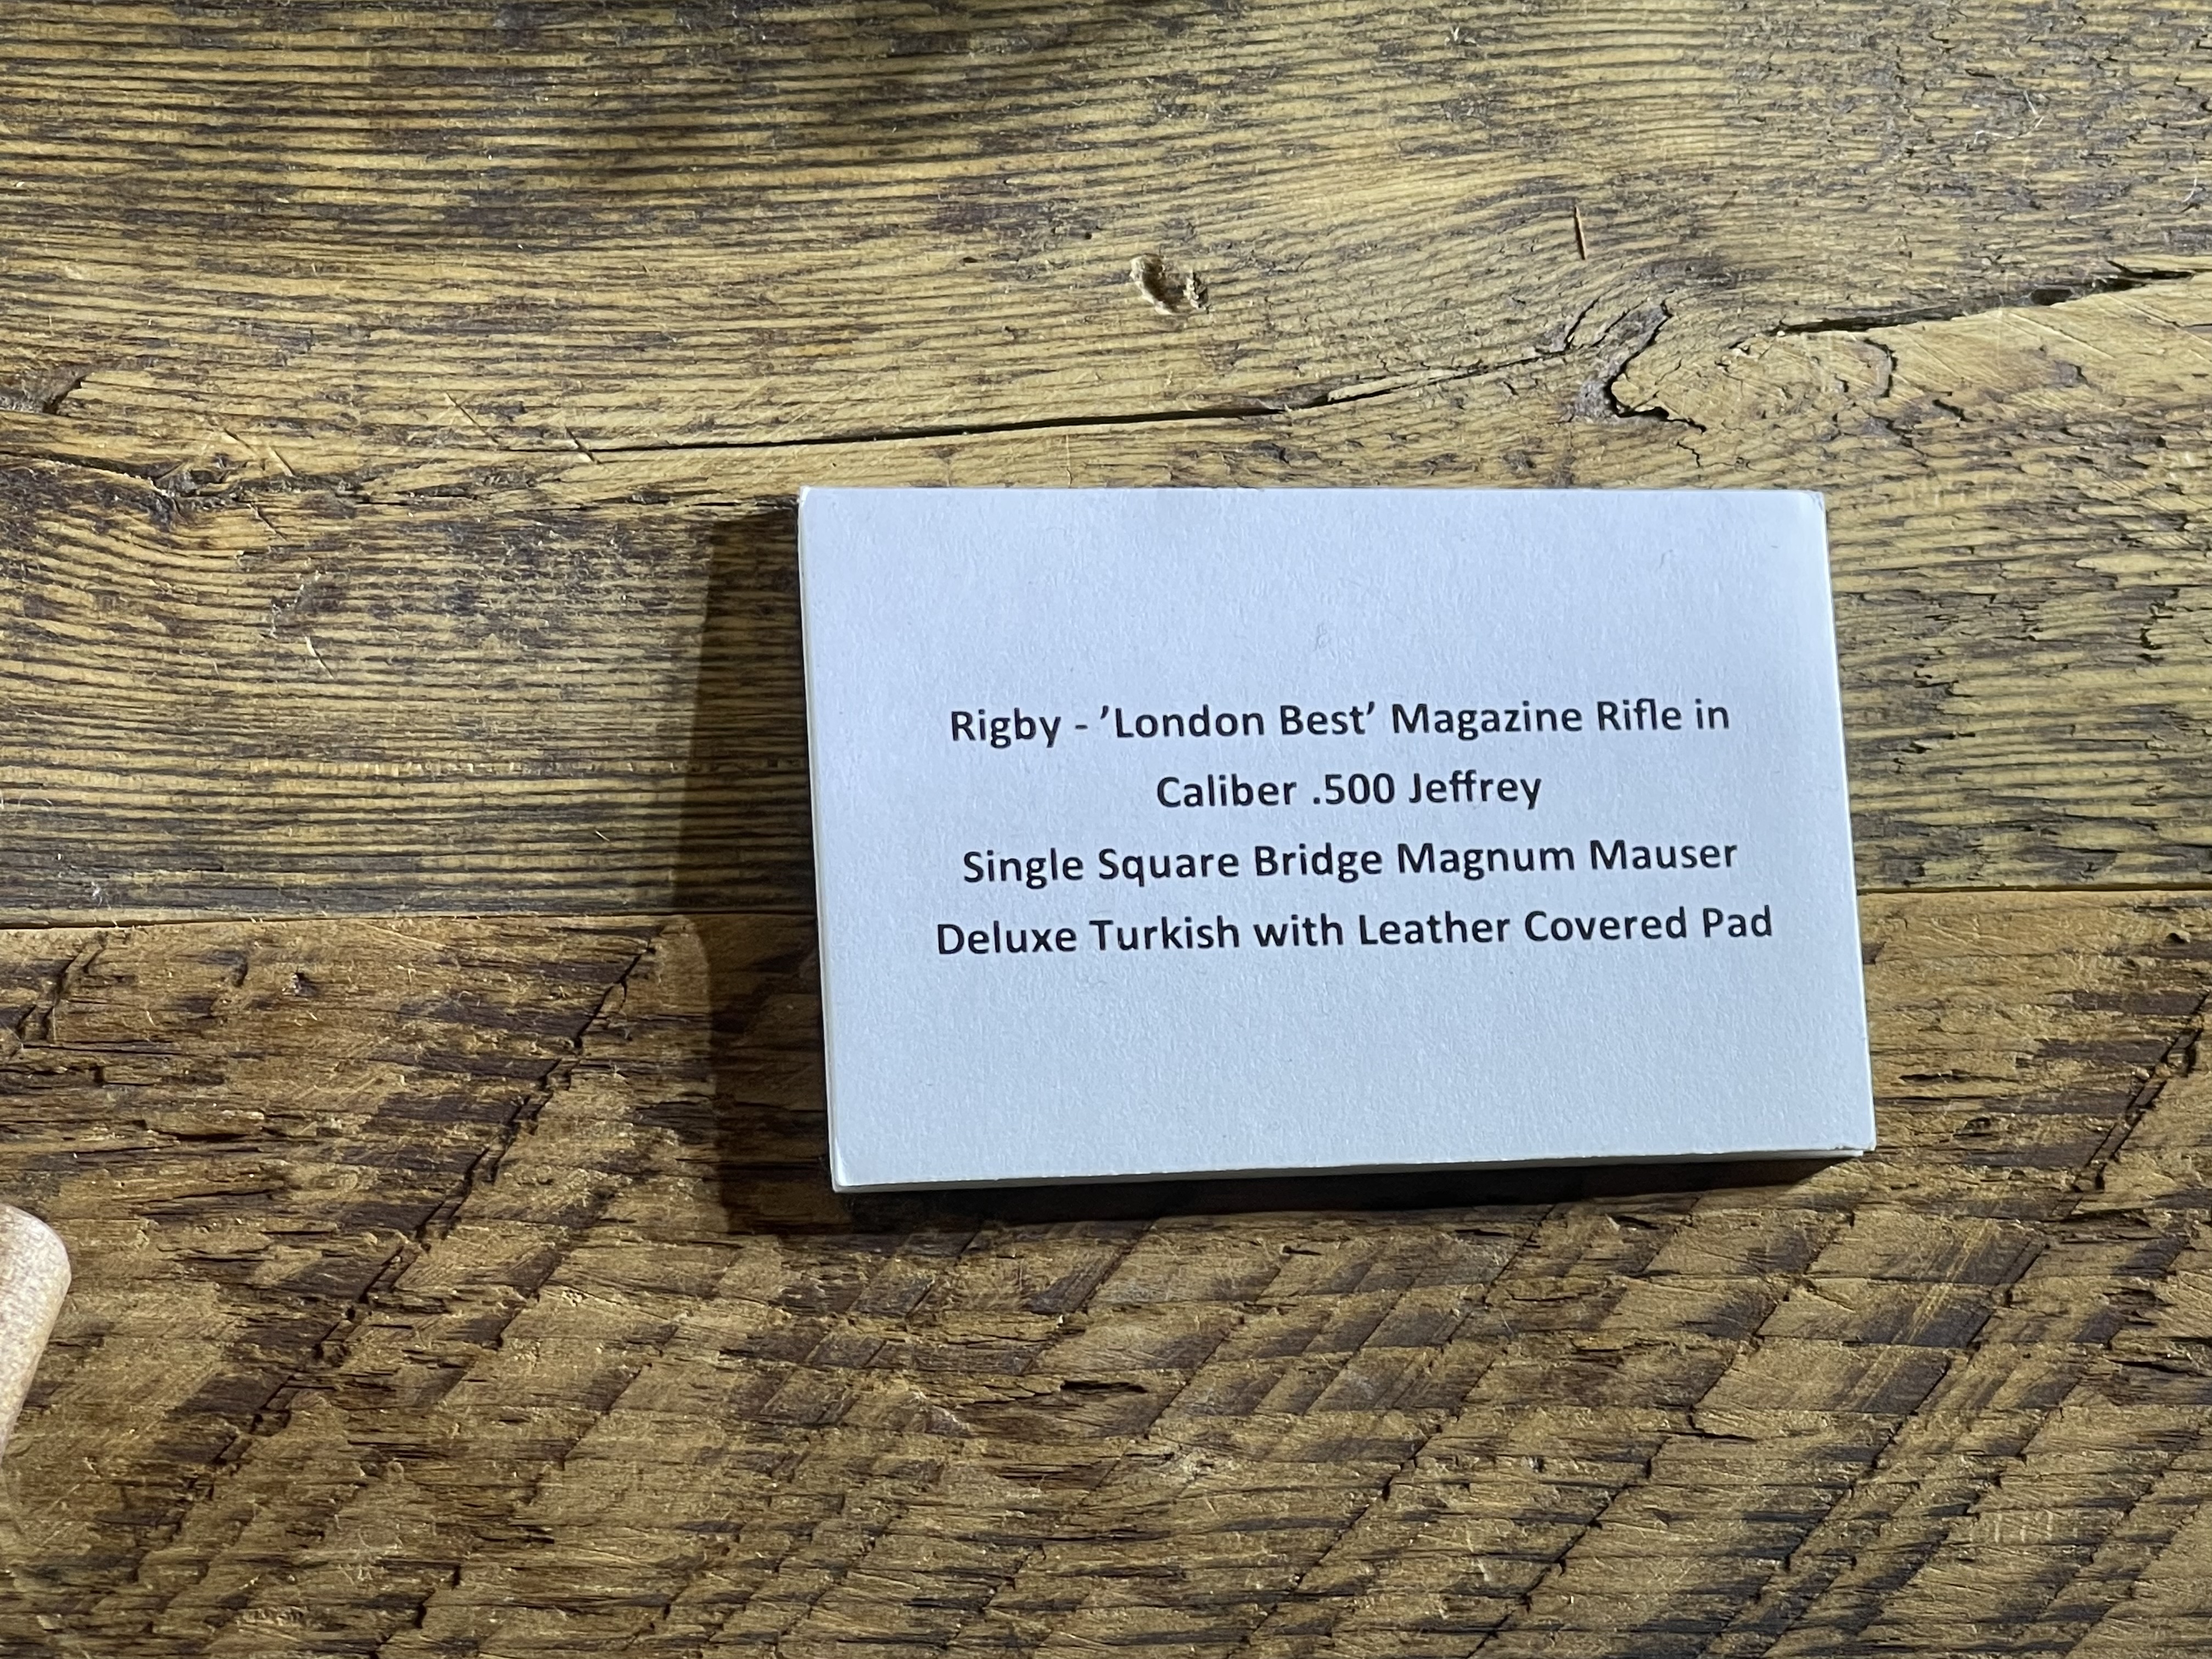 Rigby - ’London Best’ Magazine Rifle in
Caliber .500 Jeffrey
Single Square Bridge Magnum Mauser
Deluxe Turkish with Leather Covered Pad